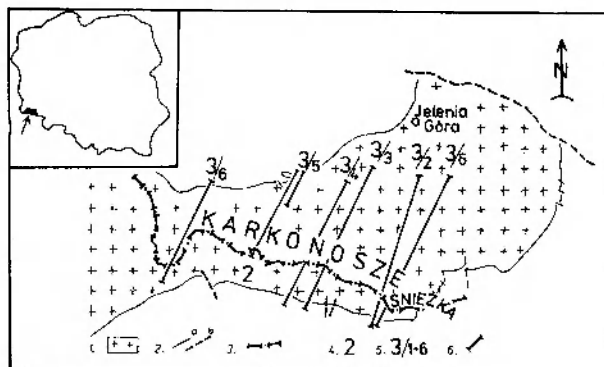 N
Jelenia
Góra
3/6 3/5 3/4 3/3 3/2 3/6
KARKONOSZE
2
ŚNIEŻKA
2. a b 3. 4. 2 5. 3/1÷6 6.